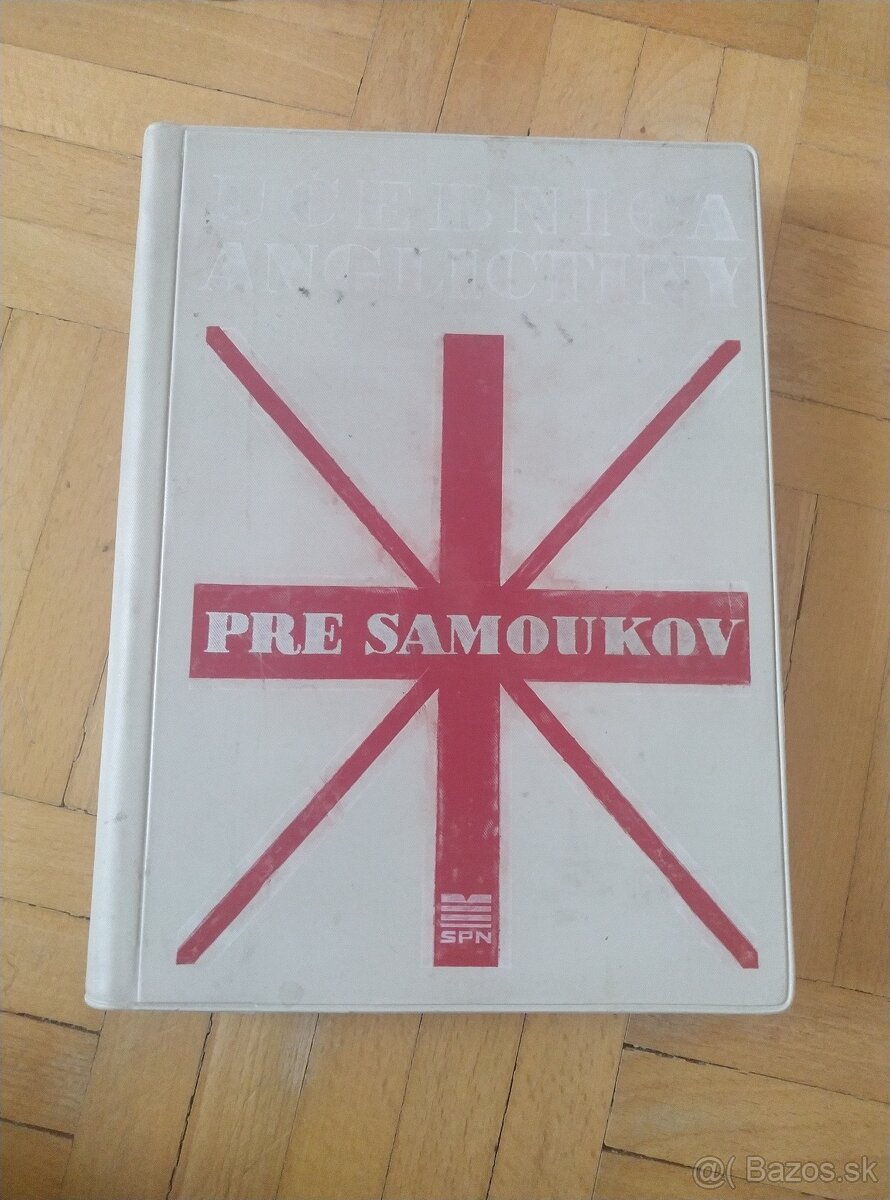 UČEBNICA
ANGLIČTINY
PRE SAMOUKOV
SPN
@( Bazos.sk